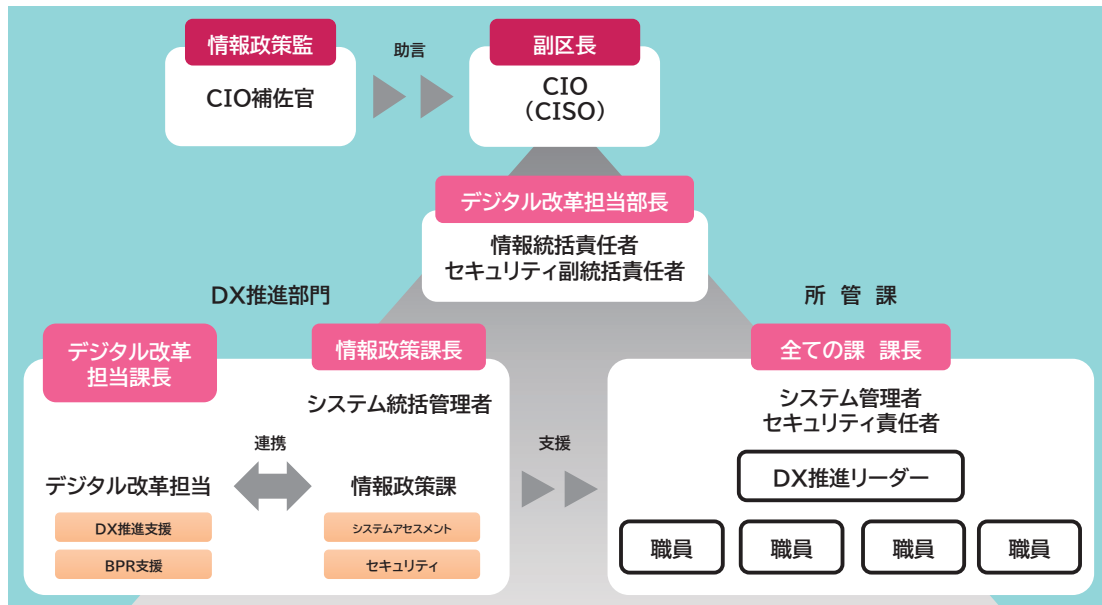 情報政策監
CIO補佐官
助言
副区長
CIO
（CISO）
デジタル改革担当部長
情報統括責任者
セキュリティ副統括責任者
DX推進部門
所管課
デジタル改革
担当課長
情報政策課長
システム統括管理者
連携
デジタル改革担当
情報政策課
DX推進支援
BPR支援
システムアセスメント
セキュリティ
支援
全ての課 課長
システム管理者
セキュリティ責任者
DX推進リーダー
職員
職員
職員
職員